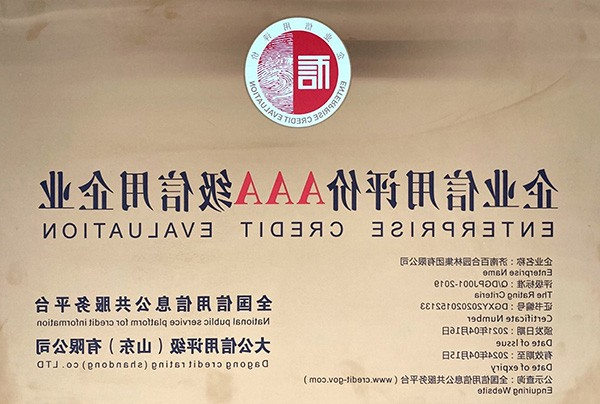 企业信用评价
信
ENTERPRISE CREDIT EVALUATION
企业信用评价AAA级信用企业
ENTERPRISE CREDIT EVALUATION
企业名称：济南百合园林集团有限公司
Enterprise Name
评级标准：Q/DGPJ001-2019
The Rating Criteria
证书编号：DGXY202020152133
Certificate Number
颁发日期：2021年04月16日
Date of Issue
有效期至：2024年04月15日
Date of expiry
公示查询：全国信用信息公共服务平台（www.credit-gov.com）
Enquiring Website
全国信用信息公共服务平台
National public service platform for credit information
大公信用评级（山东）有限公司
Dagong credit rating (shandong) co. LTD